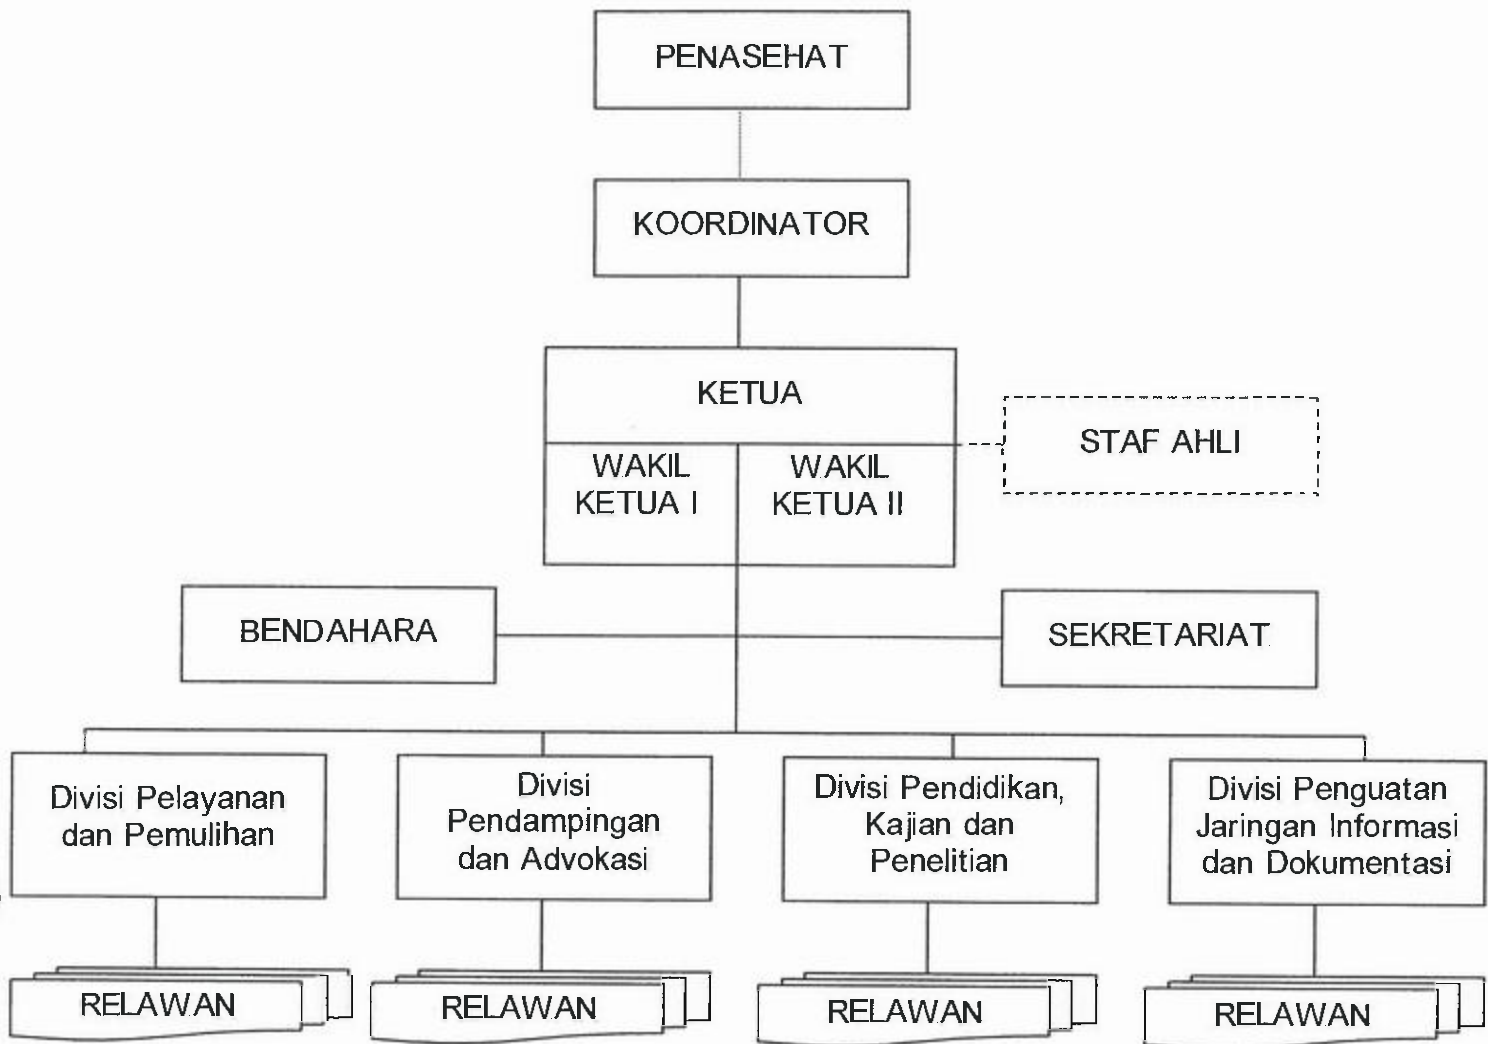 PENASEHAT
KOORDINATOR
KETUA
WAKIL
KETUA I
WAKIL
KETUA II
STAF AHLI
BENDAHARA
SEKRETARIAT
Divisi Pelayanan
dan Pemulihan
Divisi
Pendampingan
dan Advokasi
Divisi Pendidikan,
Kajian dan
Penelitian
Divisi Penguatan
Jaringan Informasi
dan Dokumentasi
RELAWAN
RELAWAN
RELAWAN
RELAWAN